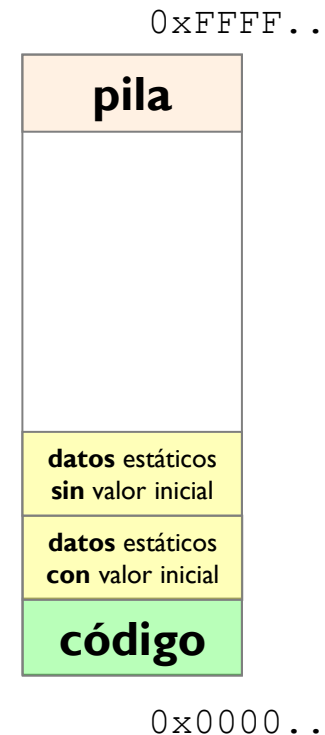 0xFFFF..
pila
datos estáticos
sin valor inicial
datos estáticos
con valor inicial
código
0x0000..